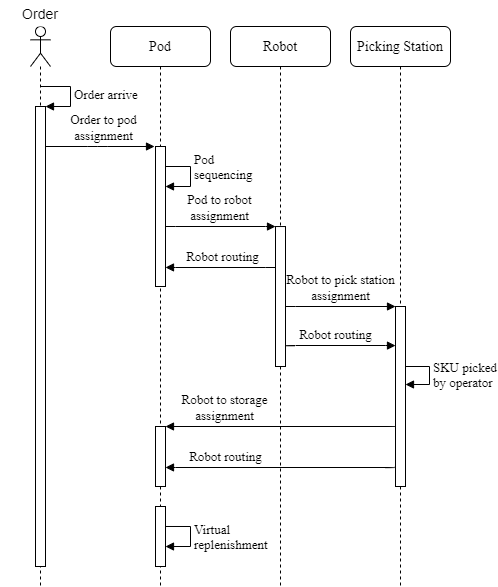 Order
Pod
Robot
Picking Station
Order arrive
Order to pod
assignment
Pod
sequencing
Pod to robot
assignment
Robot routing
Robot to pick station
assignment
Robot routing
SKU picked
by operator
Robot to storage
assignment
Robot routing
Virtual
replenishment